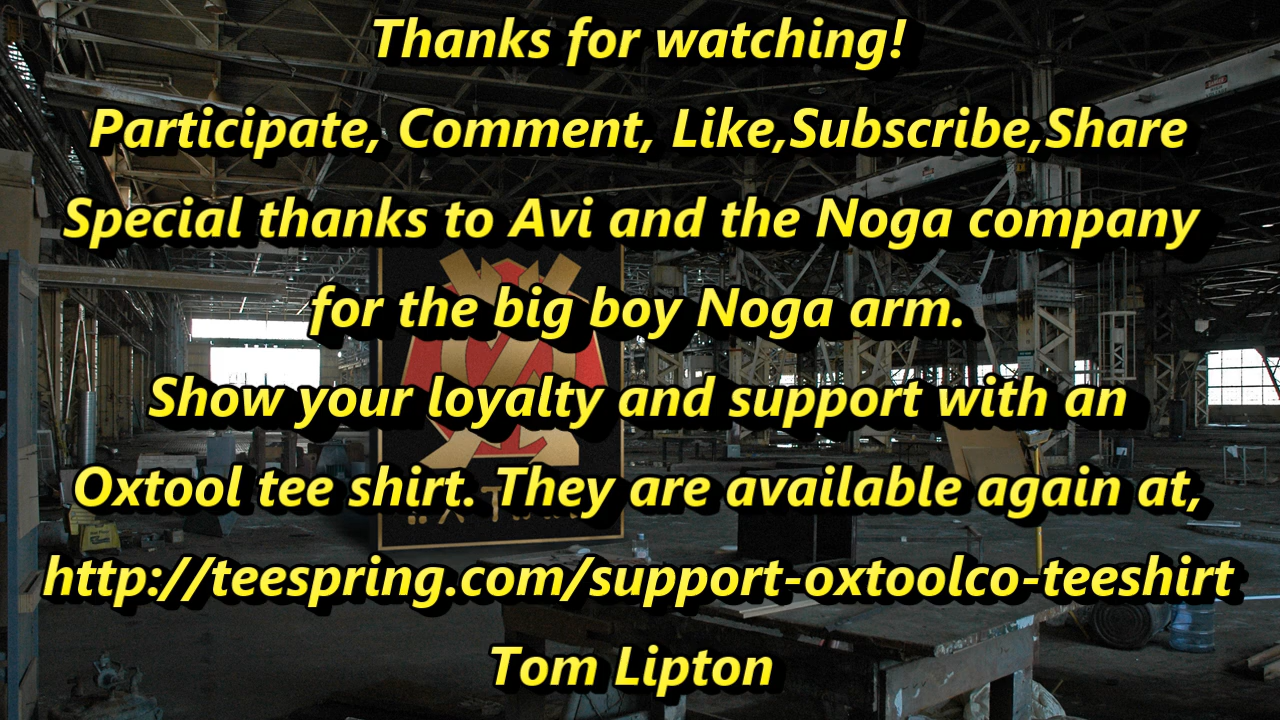 Thanks for watching!
Participate, Comment, Like,Subscribe,Share
Special thanks to Avi and the Noga company
for the big boy Noga arm.
Show your loyalty and support with an
Oxtool tee shirt. They are available again at,
http://teespring.com/support-oxtoolco-teeshirt
Tom Lipton